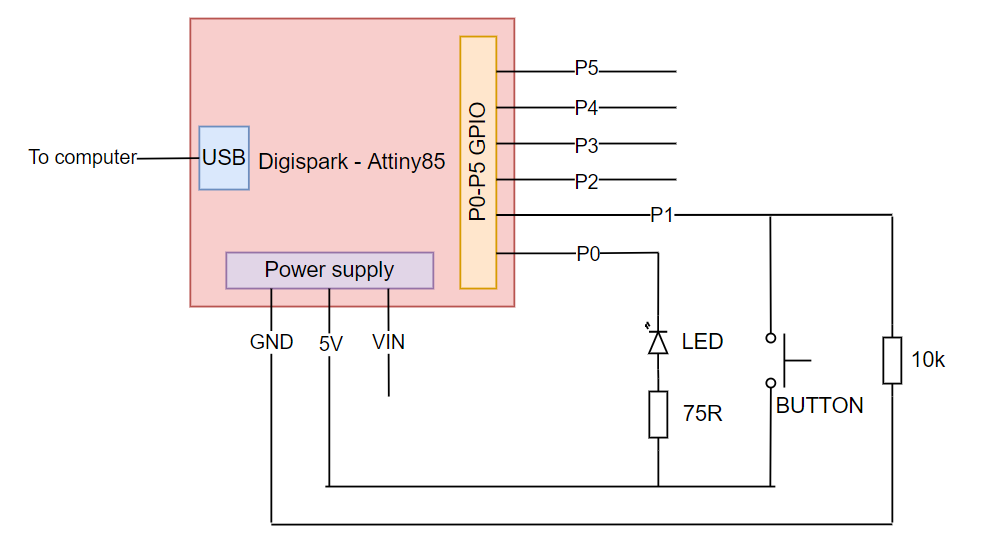 P5
P4
P3
P2
P1
P0
P0-P5 GPIO
To computer
USB
Digispark - Attiny85
Power supply
GND
5V
VIN
LED
75R
BUTTON
10k